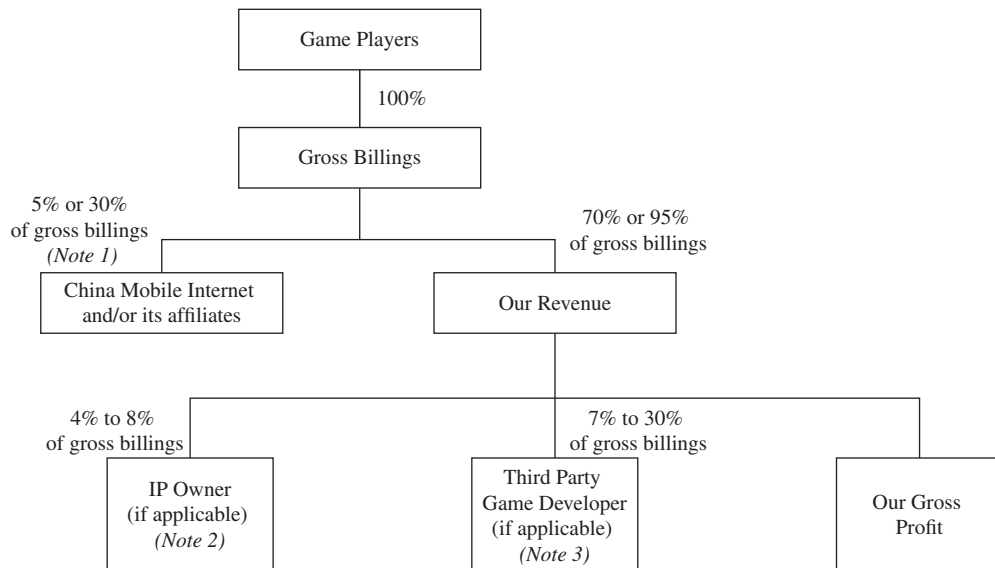 Game Players
100%
Gross Billings
5% or 30%
of gross billings
(Note 1)
70% or 95%
of gross billings
China Mobile Internet
and/or its affiliates
Our Revenue
4% to 8%
of gross billings
7% to 30%
of gross billings
IP Owner
(if applicable)
(Note 2)
Third Party
Game Developer
(if applicable)
(Note 3)
Our Gross
Profit